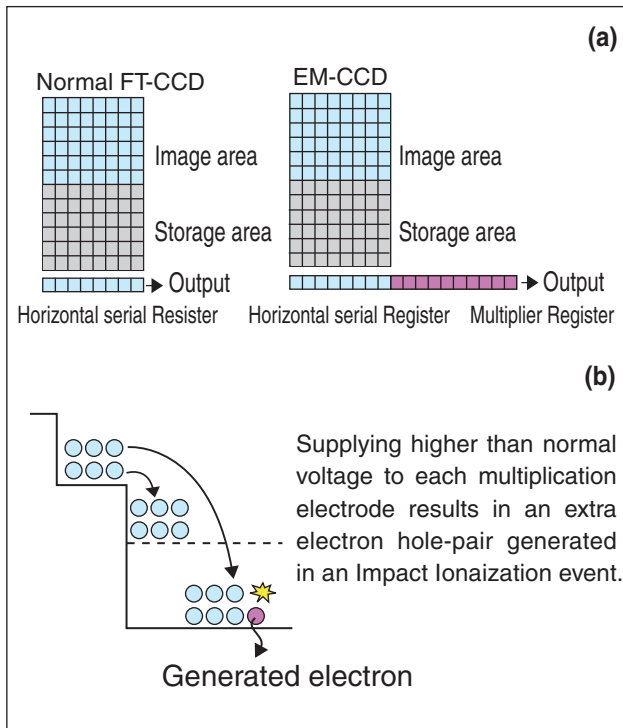 (a)
Normal FT-CCD
EM-CCD
Image area
Image area
Storage area
Storage area
Output
Output
Horizontal serial Resister
Horizontal serial Register
Multiplier Register
(b)
Supplying higher than normal
voltage to each multiplication
electrode results in an extra
electron hole-pair generated
in an Impact Ionaization event.
Generated electron